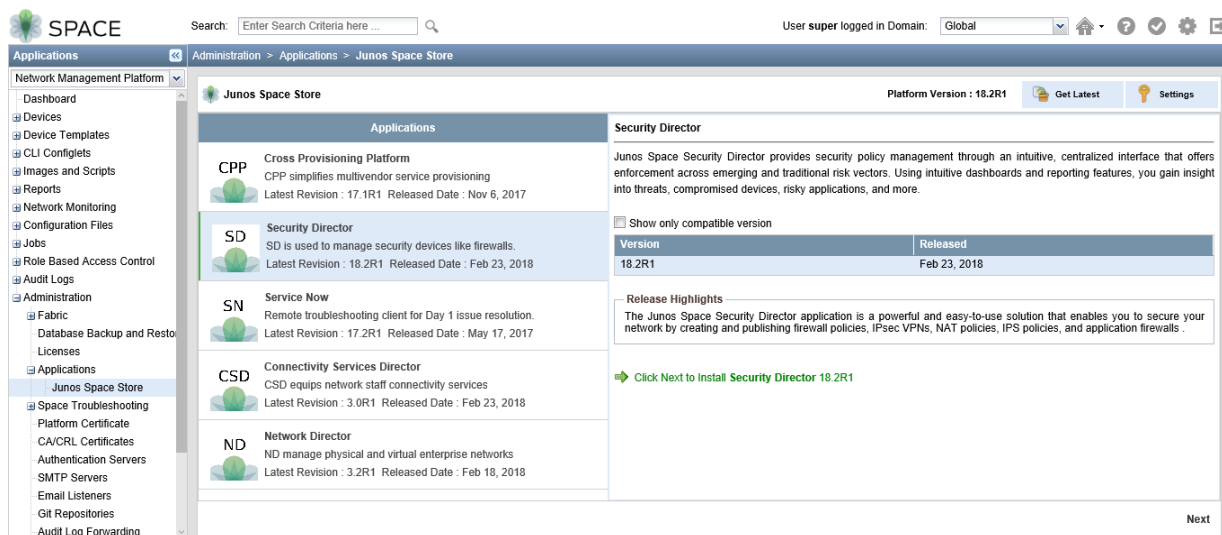 SPACE
Search: Enter Search Criteria here ...
User super logged in Domain: Global
Applications
Administration > Applications > Junos Space Store
Network Management Platform
Dashboard
Devices
Device Templates
CLI Configlets
Images and Scripts
Reports
Network Monitoring
Configuration Files
Jobs
Role Based Access Control
Audit Logs
Administration
Fabric
Database Backup and Resto
Licenses
Applications
Junos Space Store
Space Troubleshooting
Platform Certificate
CA/CRL Certificates
Authentication Servers
SMTP Servers
Email Listeners
Git Repositories
Audit Log Forwarding
Junos Space Store
Platform Version : 18.2R1
Get Latest
Settings
Applications
CPP
Cross Provisioning Platform
CPP simplifies multivendor service provisioning
Latest Revision : 17.1R1 Released Date : Nov 6, 2017
SD
Security Director
SD is used to manage security devices like firewalls.
Latest Revision : 18.2R1 Released Date : Feb 23, 2018
SN
Service Now
Remote troubleshooting client for Day 1 issue resolution.
Latest Revision : 17.2R1 Released Date : May 17, 2017
CSD
Connectivity Services Director
CSD equips network staff connectivity services
Latest Revision : 3.0R1 Released Date : Feb 23, 2018
ND
Network Director
ND manage physical and virtual enterprise networks
Latest Revision : 3.2R1 Released Date : Feb 18, 2018
Security Director
Junos Space Security Director provides security policy management through an intuitive, centralized interface that offers
enforcement across emerging and traditional risk vectors. Using intuitive dashboards and reporting features, you gain insight
into threats, compromised devices, risky applications, and more.
Show only compatible version
Version Released
18.2R1 Feb 23, 2018
Release Highlights
The Junos Space Security Director application is a powerful and easy-to-use solution that enables you to secure your
network by creating and publishing firewall policies, IPsec VPNs, NAT policies, IPS policies, and application firewalls .
Click Next to Install Security Director 18.2R1
Next